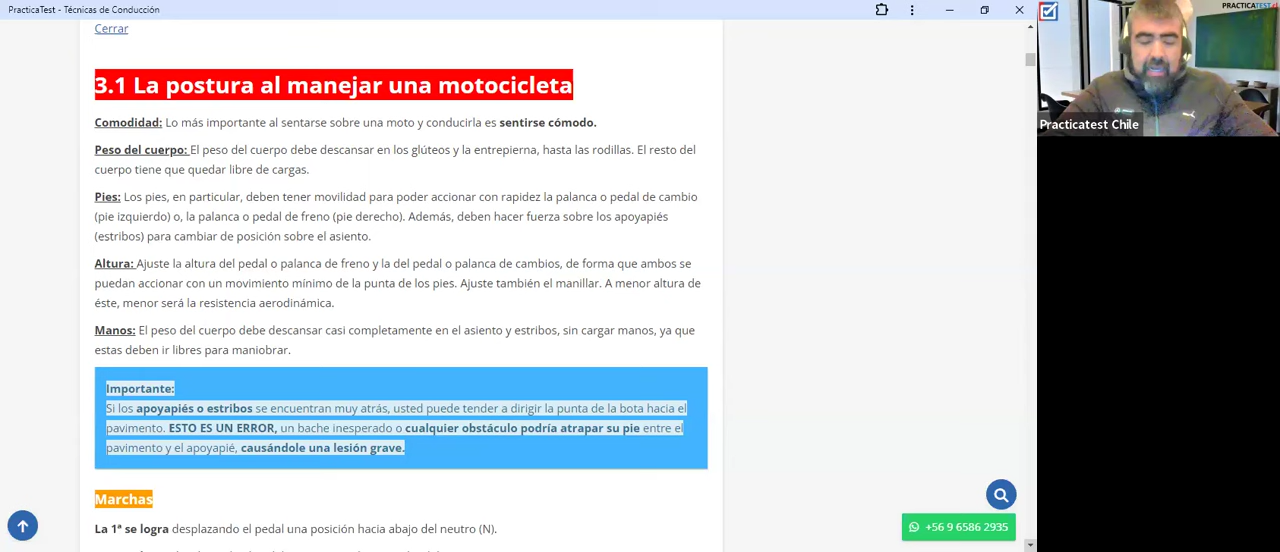 PracticaTest - Técnicas de Conducción
Cerrar
3.1 La postura al manejar una motocicleta
Comodidad: Lo más importante al sentarse sobre una moto y conducirla es sentirse cómodo.
Peso del cuerpo: El peso del cuerpo debe descansar en los glúteos y la entrepierna, hasta las rodillas. El resto del
cuerpo tiene que quedar libre de cargas.
Pies: Los pies, en particular, deben tener movilidad para poder accionar con rapidez la palanca o pedal de cambio
(pie izquierdo) o, la palanca o pedal de freno (pie derecho). Además, deben hacer fuerza sobre los apoyapiés
(estribos) para cambiar de posición sobre el asiento.
Altura: Ajuste la altura del pedal o palanca de freno y la del pedal o palanca de cambios, de forma que ambos se
puedan accionar con un movimiento mínimo de la punta de los pies. Ajuste también el manillar. A menor altura de
éste, menor será la resistencia aerodinámica.
Manos: El peso del cuerpo debe descansar casi completamente en el asiento y estribos, sin cargar manos, ya que
estas deben ir libres para maniobrar.
Importante:
Si los apoyapiés o estribos se encuentran muy atrás, usted puede tender a dirigir la punta de la bota hacia el
pavimento. ESTO ES UN ERROR, un bache inesperado o cualquier obstáculo podría atrapar su pie entre el
pavimento y el apoyapié, causándole una lesión grave.
Marchas
La 1ª se logra desplazando el pedal una posición hacia abajo del neutro (N).
+56 9 6586 2935
PRACTICATEST.cl
Practicatest Chile